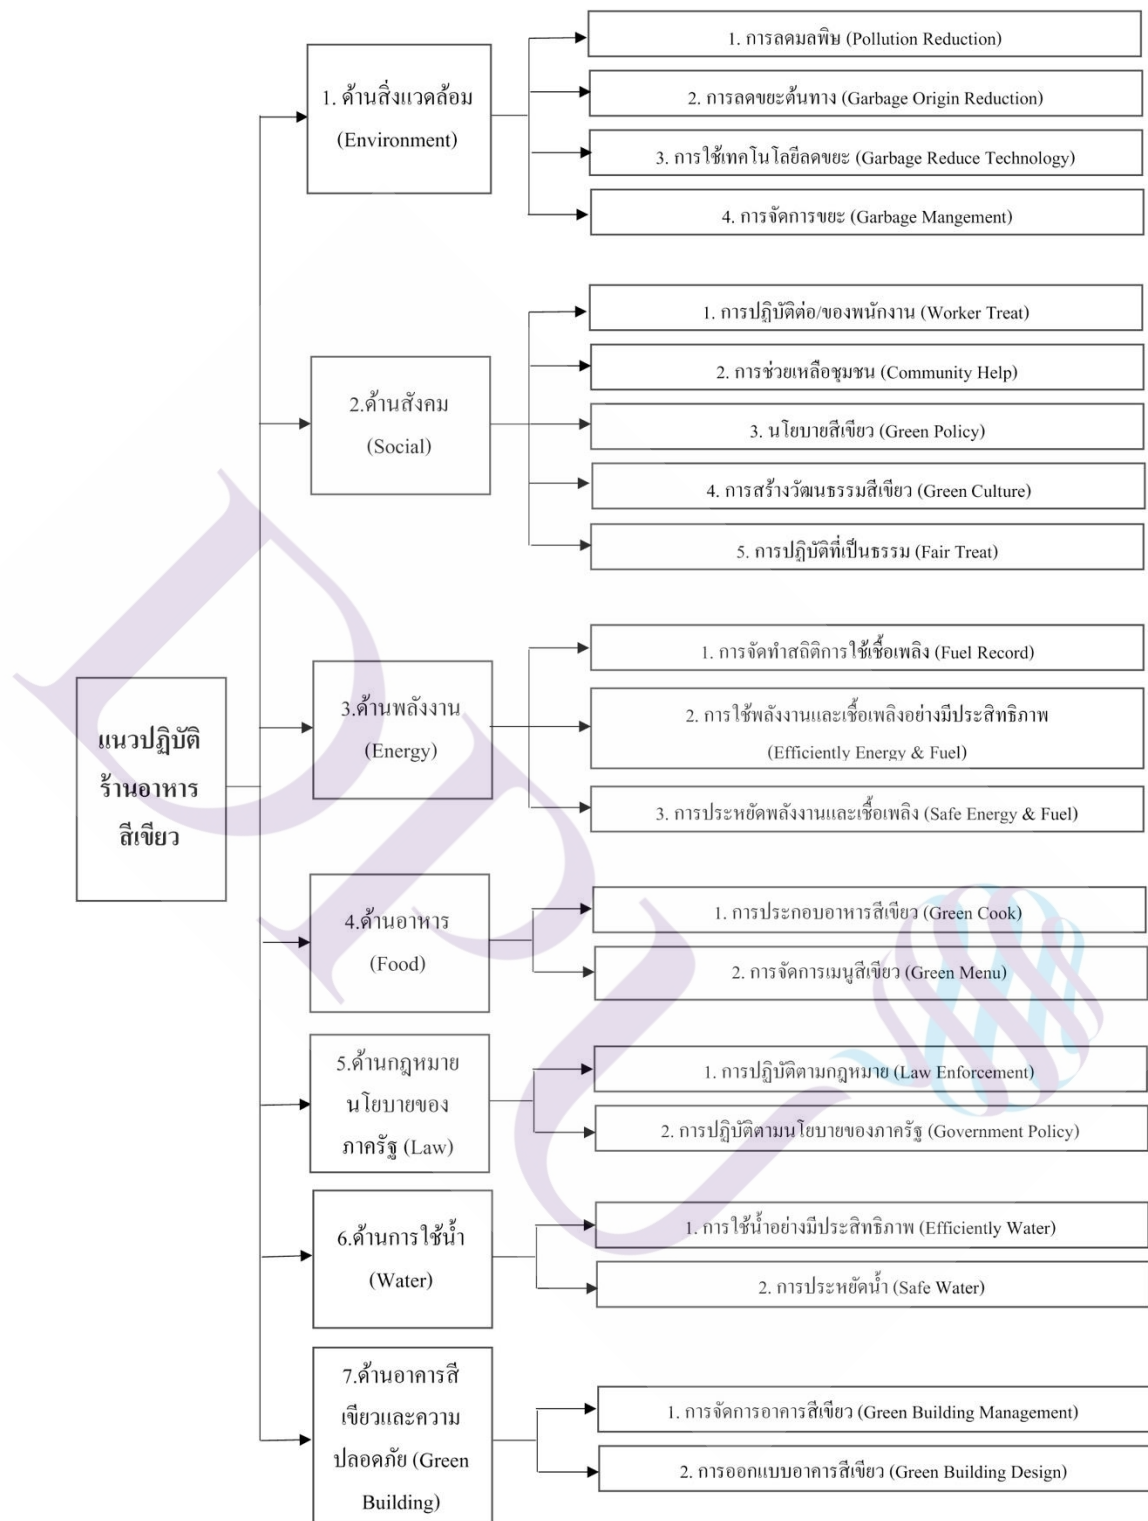 1. ด้านสิ่งแวดล้อม
(Environment)
1. การลดมลพิษ (Pollution Reduction)
2. การลดขยะต้นทาง (Garbage Origin Reduction)
3. การใช้เทคโนโลยีลดขยะ (Garbage Reduce Technology)
4. การจัดการขยะ (Garbage Mangement)
2.ด้านสังคม
(Social)
1. การปฏิบัติต่อ/ของพนักงาน (Worker Treat)
2. การช่วยเหลือชุมชน (Community Help)
3. นโยบายสีเขียว (Green Policy)
4. การสร้างวัฒนธรรมสีเขียว (Green Culture)
5. การปฏิบัติที่เป็นธรรม (Fair Treat)
แนวปฏิบัติ
ร้านอาหาร
สีเขียว
3.ด้านพลังงาน
(Energy)
1. การจัดทำสถิติการใช้เชื้อเพลิง (Fuel Record)
2. การใช้พลังงานและเชื้อเพลิงอย่างมีประสิทธิภาพ
(Efficiently Energy & Fuel)
3. การประหยัดพลังงานและเชื้อเพลิง (Safe Energy & Fuel)
4.ด้านอาหาร
(Food)
1. การประกอบอาหารสีเขียว (Green Cook)
2. การจัดการเมนูสีเขียว (Green Menu)
5.ด้านกฎหมาย
นโยบายของ
ภาครัฐ (Law)
1. การปฏิบัติตามกฎหมาย (Law Enforcement)
2. การปฏิบัติตามนโยบายของภาครัฐ (Government Policy)
6.ด้านการใช้น้ำ
(Water)
1. การใช้น้ำอย่างมีประสิทธิภาพ (Efficiently Water)
2. การประหยัดน้ำ (Safe Water)
7.ด้านอาคารสี
เขียวและความ
ปลอดภัย (Green
Building)
1. การจัดการอาคารสีเขียว (Green Building Management)
2. การออกแบบอาคารสีเขียว (Green Building Design)
DPU